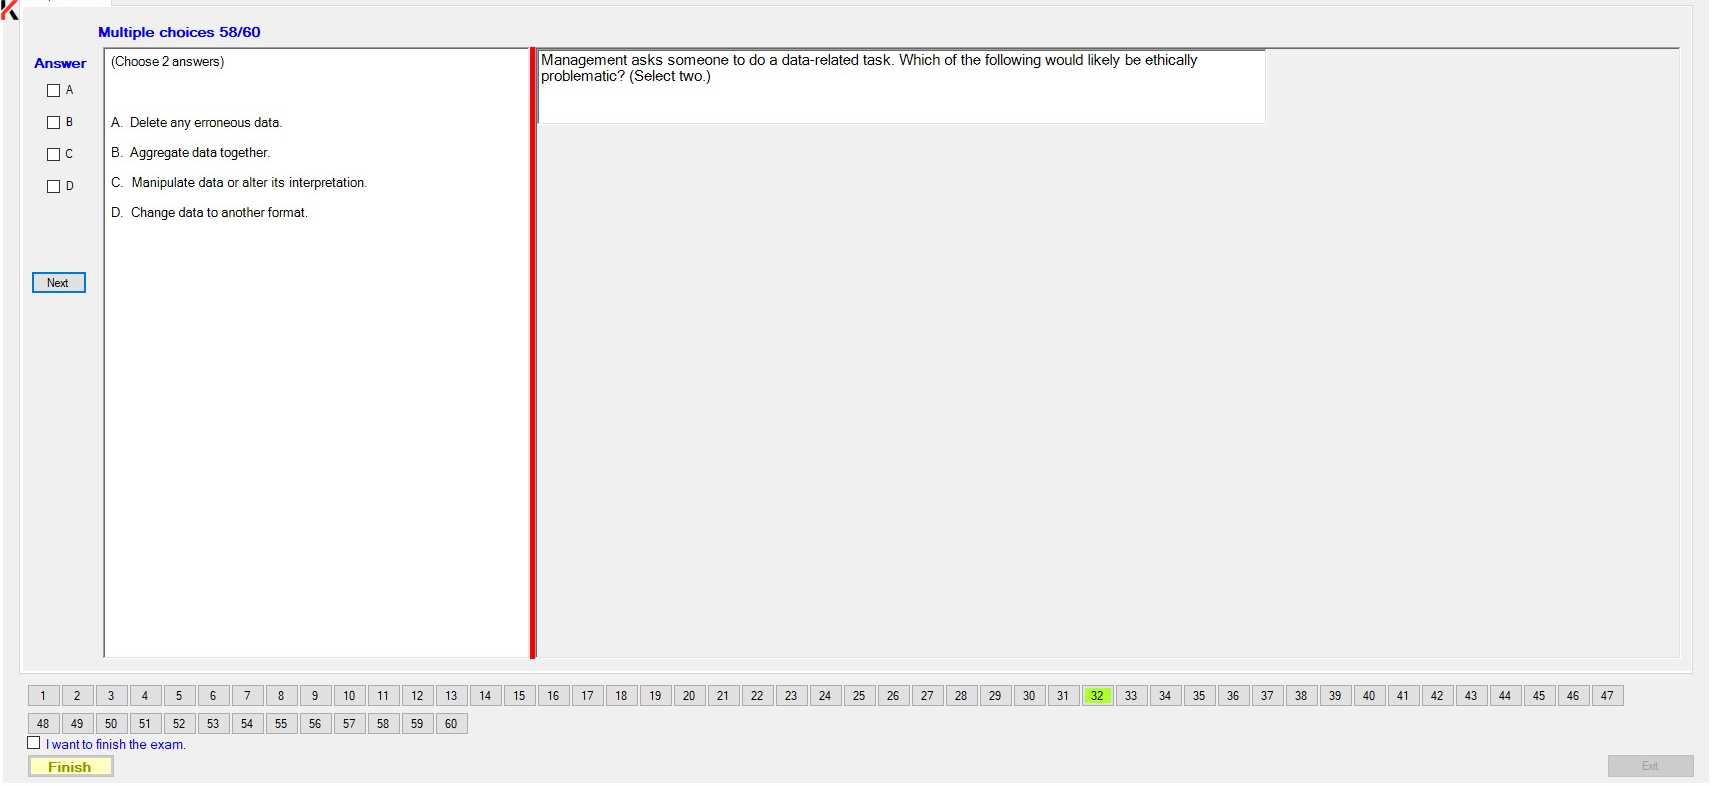 Multiple choices 58/60
Answer
A
B
C
D
Next
(Choose 2 answers)
A. Delete any erroneous data.
B. Aggregate data together.
C. Manipulate data or alter its interpretation.
D. Change data to another format.
Management asks someone to do a data-related task. Which of the following would likely be ethically
problematic? (Select two.)
1 2 3 4 5 6 7 8 9 10 11 12 13 14 15 16 17 18 19 20 21 22 23 24 25 26 27 28 29 30 31 32 33 34 35 36 37 38 39 40 41 42 43 44 45 46 47
48 49 50 51 52 53 54 55 56 57 58 59 60
I want to finish the exam.
Finish
Exit